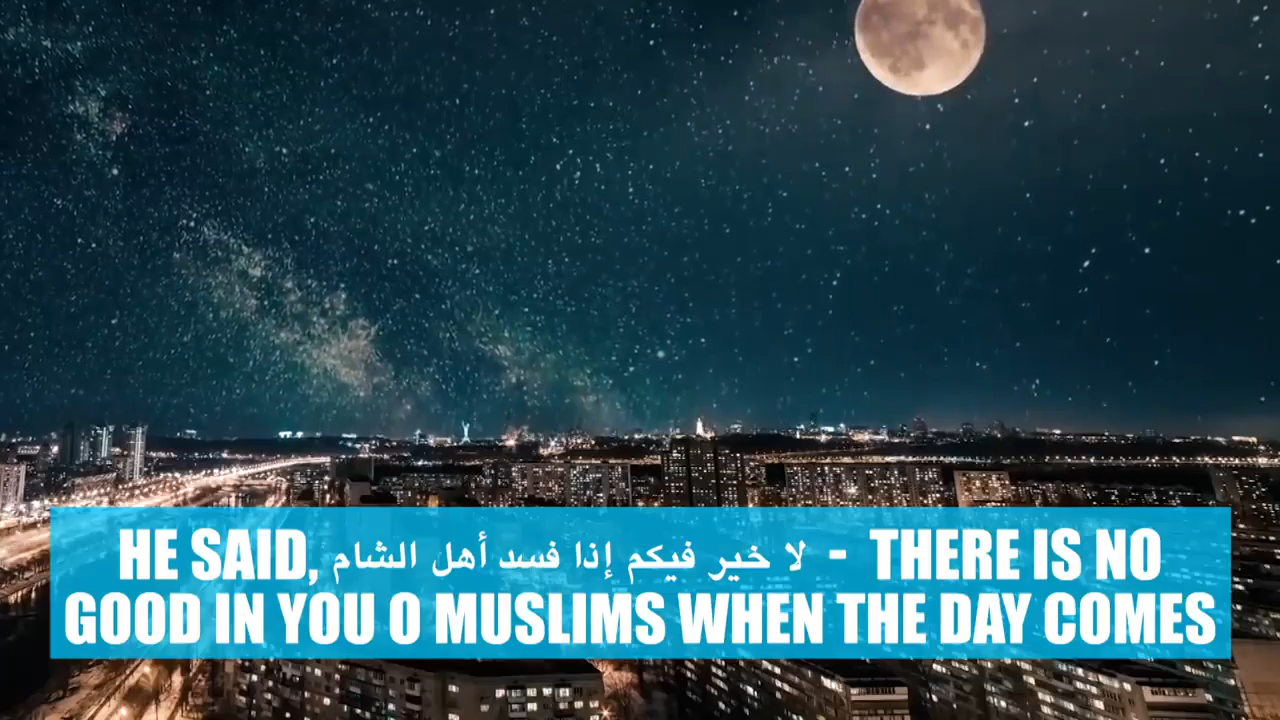 HE SAID, لا خير فيكم إذا فسد أهل الشام - THERE IS NO
GOOD IN YOU O MUSLIMS WHEN THE DAY COMES